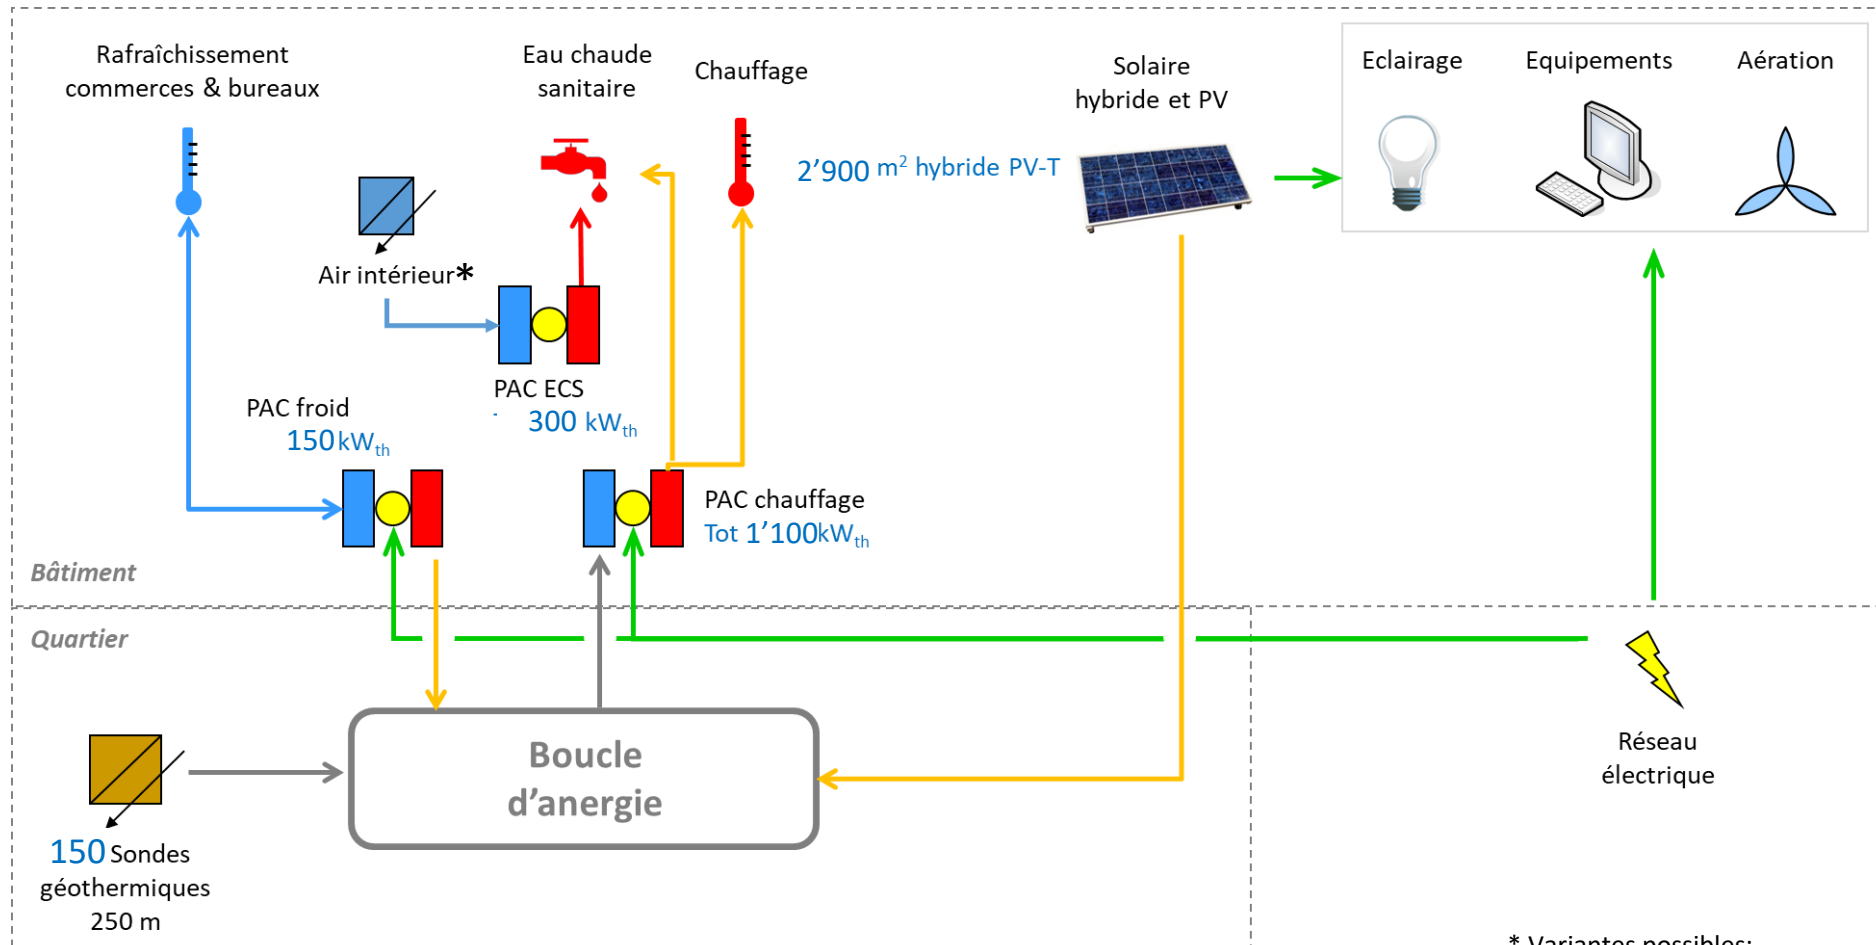 Rafraîchissement
commerces & bureaux
Eau chaude
sanitaire
Chauffage
Solaire
hybride et PV
2’900 m2 hybride PV-T
Eclairage
Equipements
Aération
Air intérieur*
PAC ECS
300 kWth
PAC froid
150kWth
PAC chauffage
Tot 1’100kWth
Bâtiment
Quartier
Boucle
d’anergie
150 Sondes
géothermiques
250 m
Réseau
électrique
* Variantes possibles: